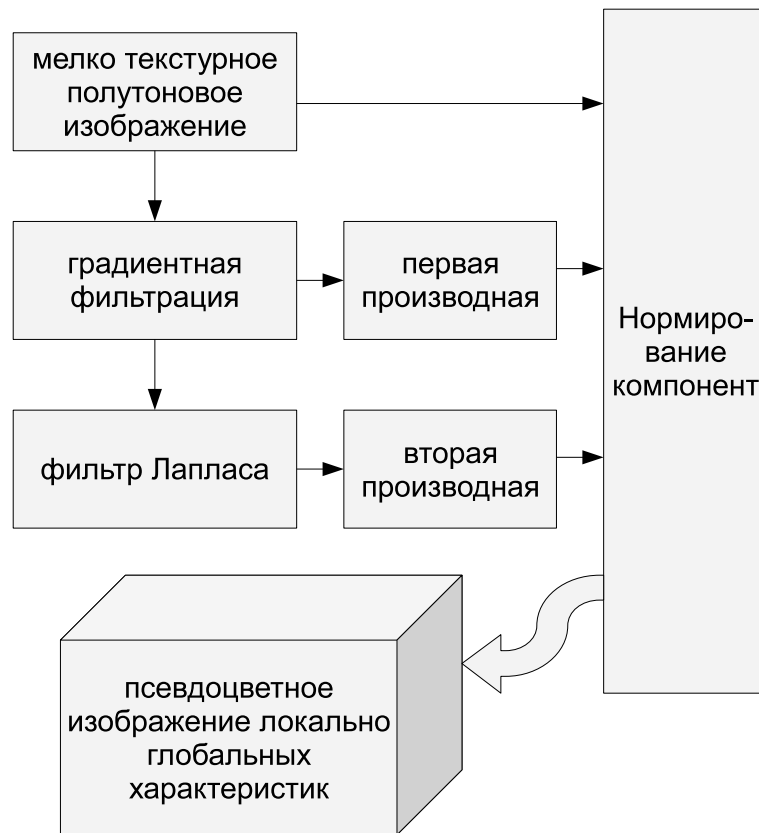 мелко текстурное
полутоновое
изображение
градиентная
фильтрация
первая
производная
Нормиро-
вание
компонент
фильтр Лапласа
вторая
производная
псевдоцветное
изображение локально
глобальных
характеристик